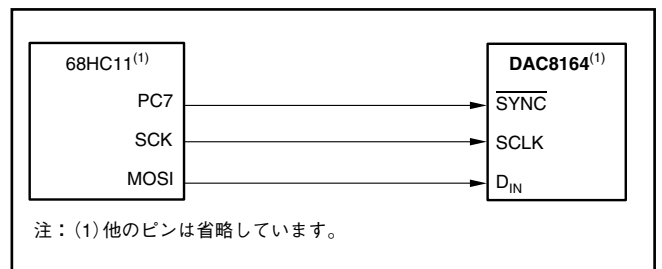 68HC11(1)
DAC8164(1)
PC7
SYNC
SCK
SCLK
MOSI
DIN
注：(1)他のピンは省略しています。